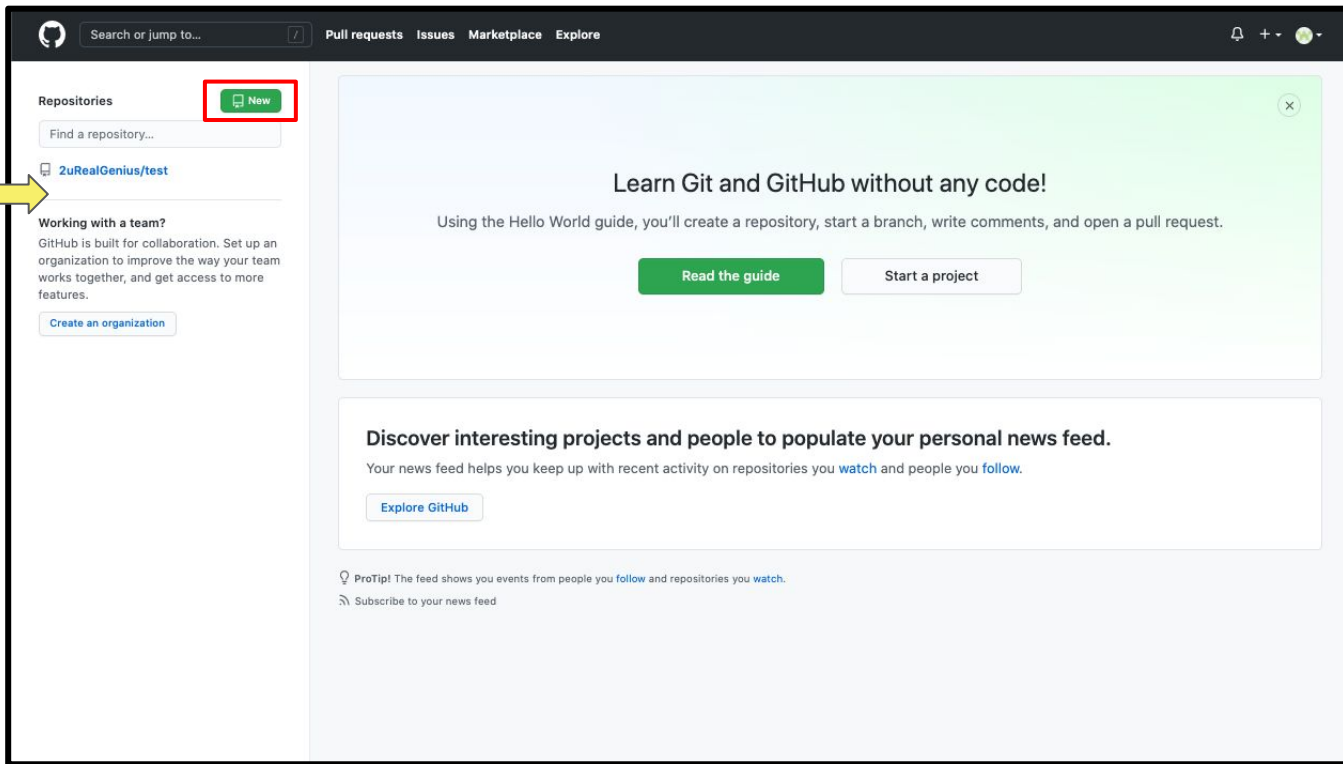 Search or jump to... /
Pull requests Issues Marketplace Explore
Repositories
New
Find a repository...
2uRealGenius/test
Working with a team?
GitHub is built for collaboration. Set up an
organization to improve the way your team
works together, and get access to more
features.
Create an organization
Learn Git and GitHub without any code!
Using the Hello World guide, you’ll create a repository, start a branch, write comments, and open a pull request.
Read the guide
Start a project
Discover interesting projects and people to populate your personal news feed.
Your news feed helps you keep up with recent activity on repositories you watch and people you follow.
Explore GitHub
ProTip! The feed shows you events from people you follow and repositories you watch.
Subscribe to your news feed